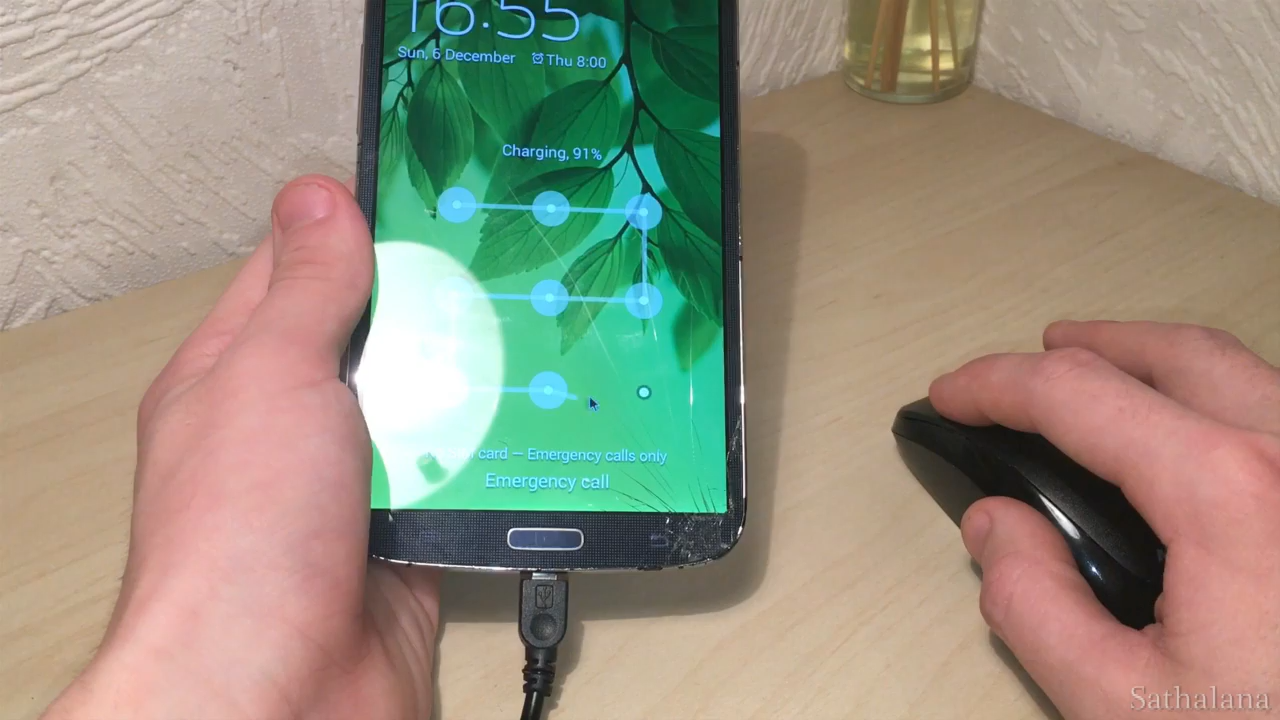 16:55
Sun, 6 December Thu 8:00
Charging, 91%
card — Emergency calls only
Emergency call
Sathalana